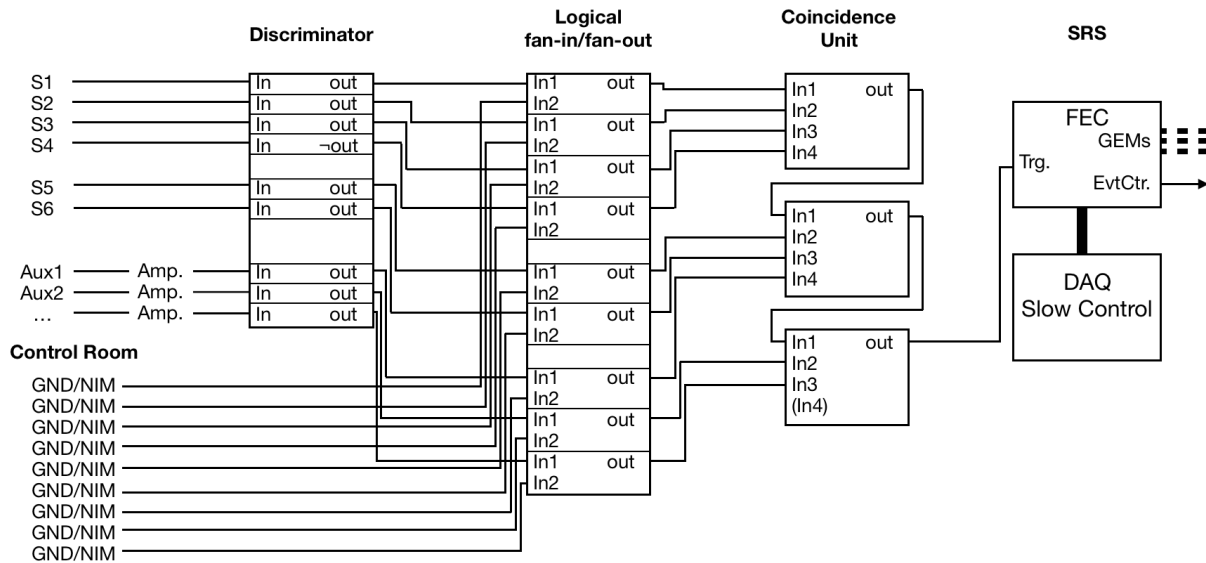 Discriminator
Logical
fan-in/fan-out
Coincidence
Unit
SRS
S1
S2
S3
S4
S5
S6
Aux1 Amp.
Aux2 Amp.
... Amp.
In out
In out
In out
In ¬out
In out
In out
In out
In out
In out
In1 out
In2
In1 out
In2
In1 out
In2
In1 out
In2
In1 out
In2
In1 out
In2
In1 out
In2
In1 out
In2
In1 out
In2
In1 out
In2
In3
In4
In1 out
In2
In3
In4
In1 out
In2
In3
(In4)
FEC
GEMs
Trg.
EvtCtr.
DAQ
Slow Control
Control Room
GND/NIM
GND/NIM
GND/NIM
GND/NIM
GND/NIM
GND/NIM
GND/NIM
GND/NIM
GND/NIM